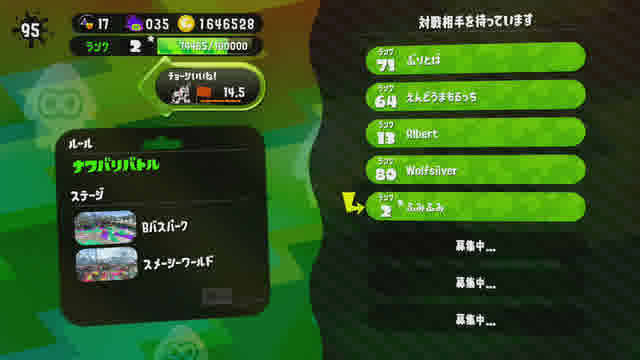 95
17
035
1646528
ランク
2
74465/100000
チョーシいいね!
14.5
ルール
ナワバリバトル
ステージ
Bバスパーク
スメーシーワールド
対戦相手を待っています
ランク
71 ぷりとは
ランク
64 えんどうまもるっち
ランク
13 Albert
ランク
80 Wolfsilver
ランク
2 ふみふみ
募集中...
募集中...
募集中...